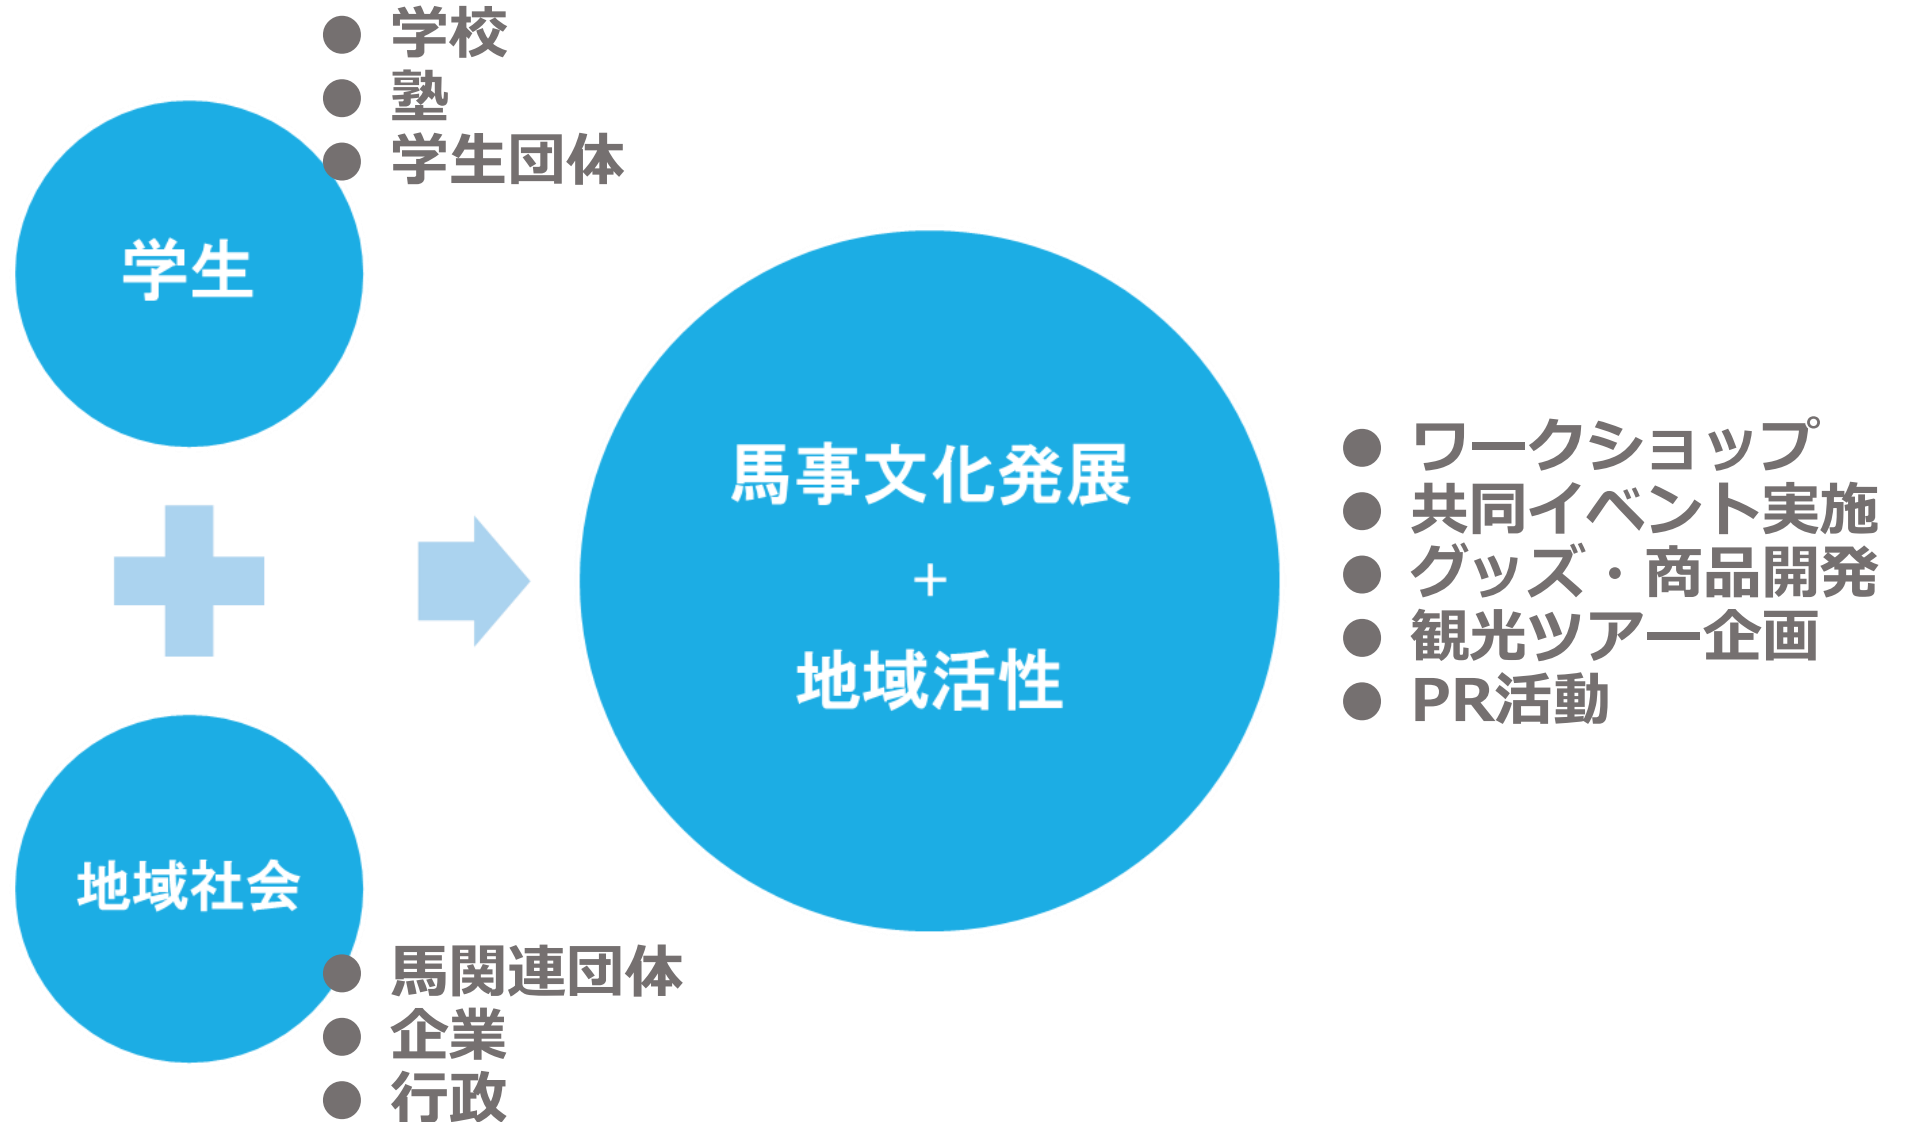 ● 学校
● 塾
● 学生団体
学生
地域社会
● 馬関連団体
● 企業
● 行政
馬事文化発展
+
地域活性
● ワークショップ
● 共同イベント実施
● グッズ・商品開発
● 観光ツアー企画
● PR活動